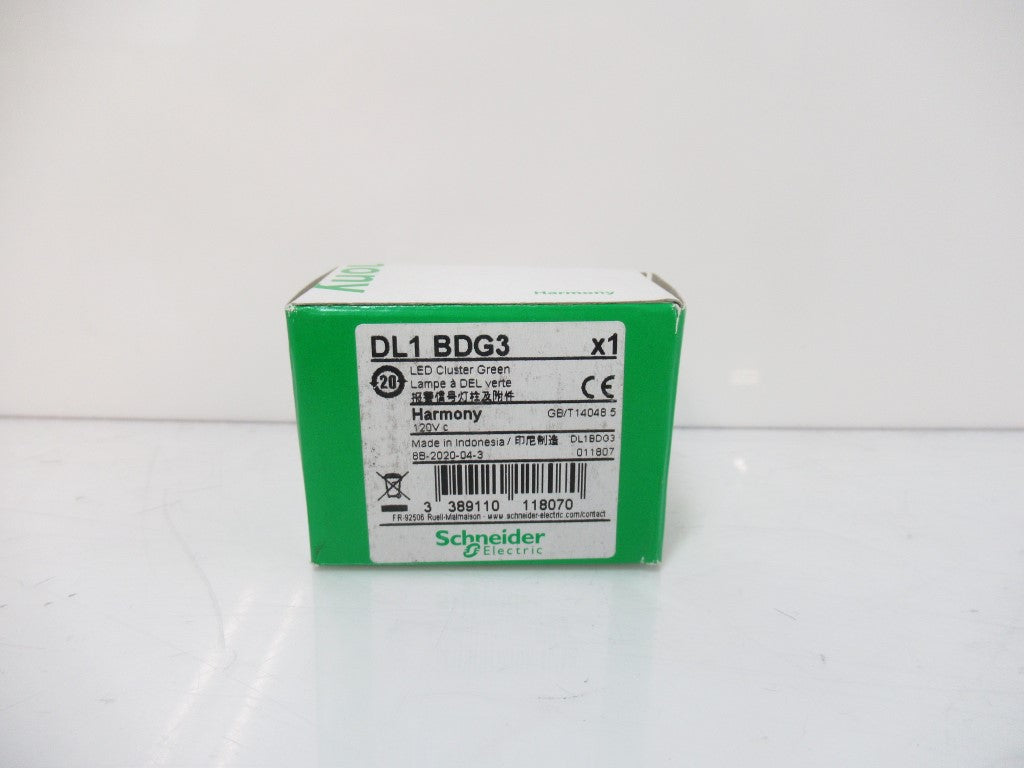 Jony
Harmony
DL1 BDG3 x1
20 LED Cluster Green
Lampe à DEL verte
报警信号灯柱及附件
CE
Harmony GB/T14048 5
120V c
Made in Indonesia / 印尼制造 DL1BDG3
8B-2020-04-3 011807
3 389110 118070
FR-92506 Rueil-Malmaison - www.schneider-electric.com/contact
Schneider
Electric